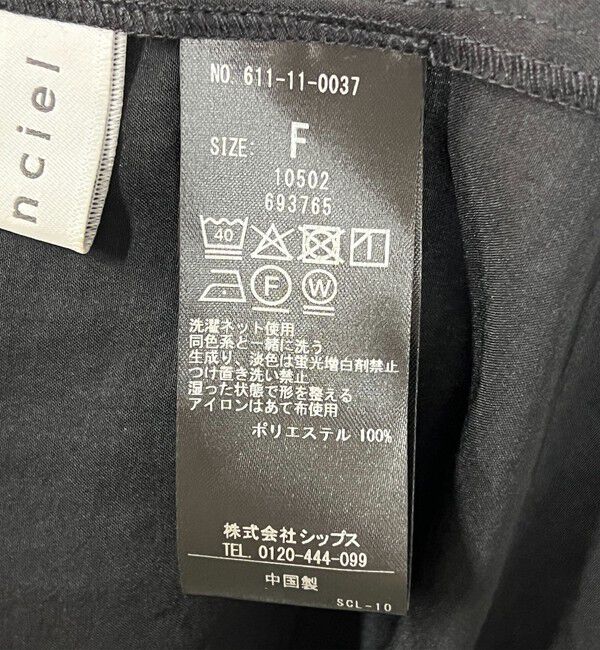 nciel
NO 611-11-0037
SIZE: F
10502
693765
40
F W
洗濯ネット使用
同色系と一緒に洗う
生成り、淡色は蛍光増白剤禁止
つけ置き洗い禁止
湿った状態で形を整える
アイロンはあて布使用
ポリエステル 100%
株式会社シップス
TEL. 0120-444-099
中国製
SCL-10